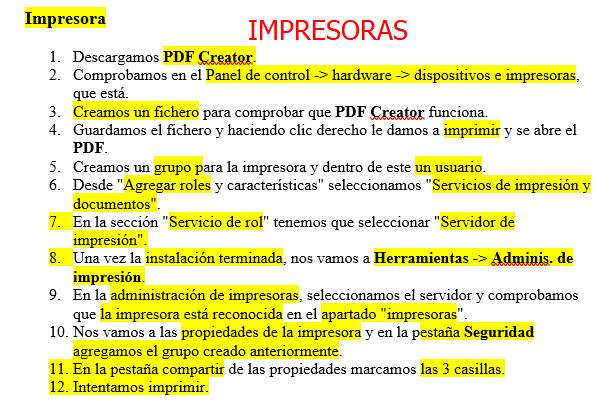 Impresora
IMPRESORAS
1. Descargamos PDF Creator.
2. Comprobamos en el Panel de control -> hardware -> dispositivos e impresoras,
que está.
3. Creamos un fichero para comprobar que PDF Creator funciona.
4. Guardamos el fichero y haciendo clic derecho le damos a imprimir y se abre el
PDF.
5. Creamos un grupo para la impresora y dentro de este un usuario.
6. Desde "Agregar roles y características" seleccionamos "Servicios de impresión y
documentos".
7. En la sección "Servicio de rol" tenemos que seleccionar "Servidor de
impresión".
8. Una vez la instalación terminada, nos vamos a Herramientas -> Adminis. de
impresión.
9. En la administración de impresoras, seleccionamos el servidor y comprobamos
que la impresora está reconocida en el apartado "impresoras".
10. Nos vamos a las propiedades de la impresora y en la pestaña Seguridad
agregamos el grupo creado anteriormente.
11. En la pestaña compartir de las propiedades marcamos las 3 casillas.
12. Intentamos imprimir.